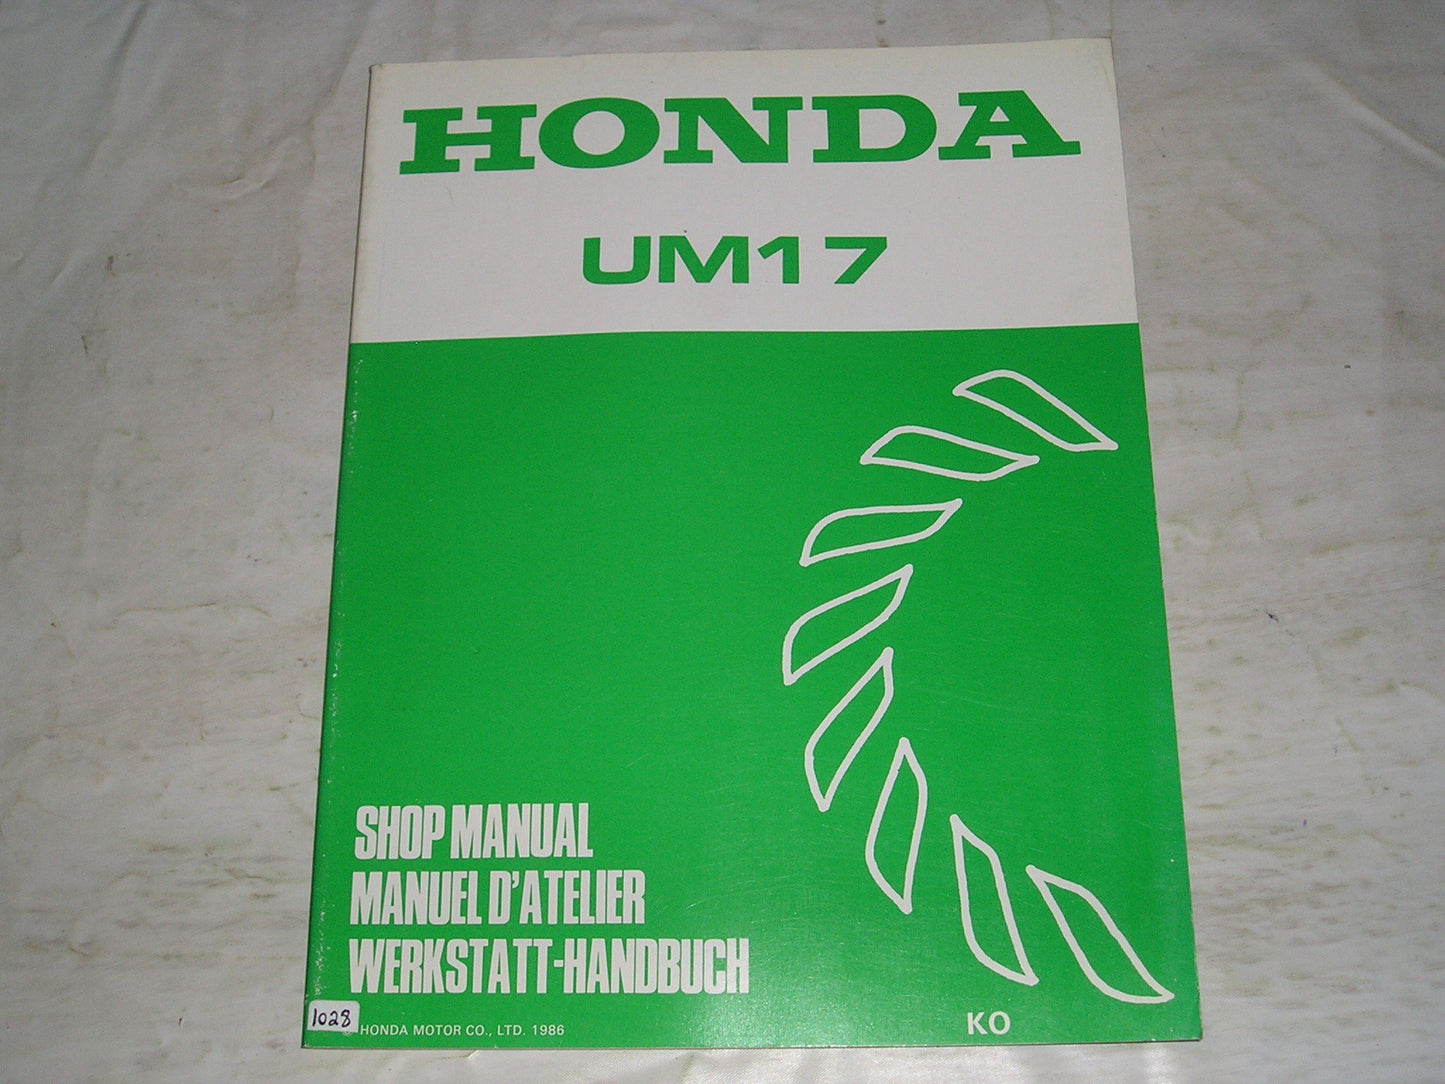 HONDA
UM17
SHOP MANUAL
MANUEL D'ATELIER
WERKSTATT-HANDBUCH
1028
© HONDA MOTOR CO., LTD. 1986
KO